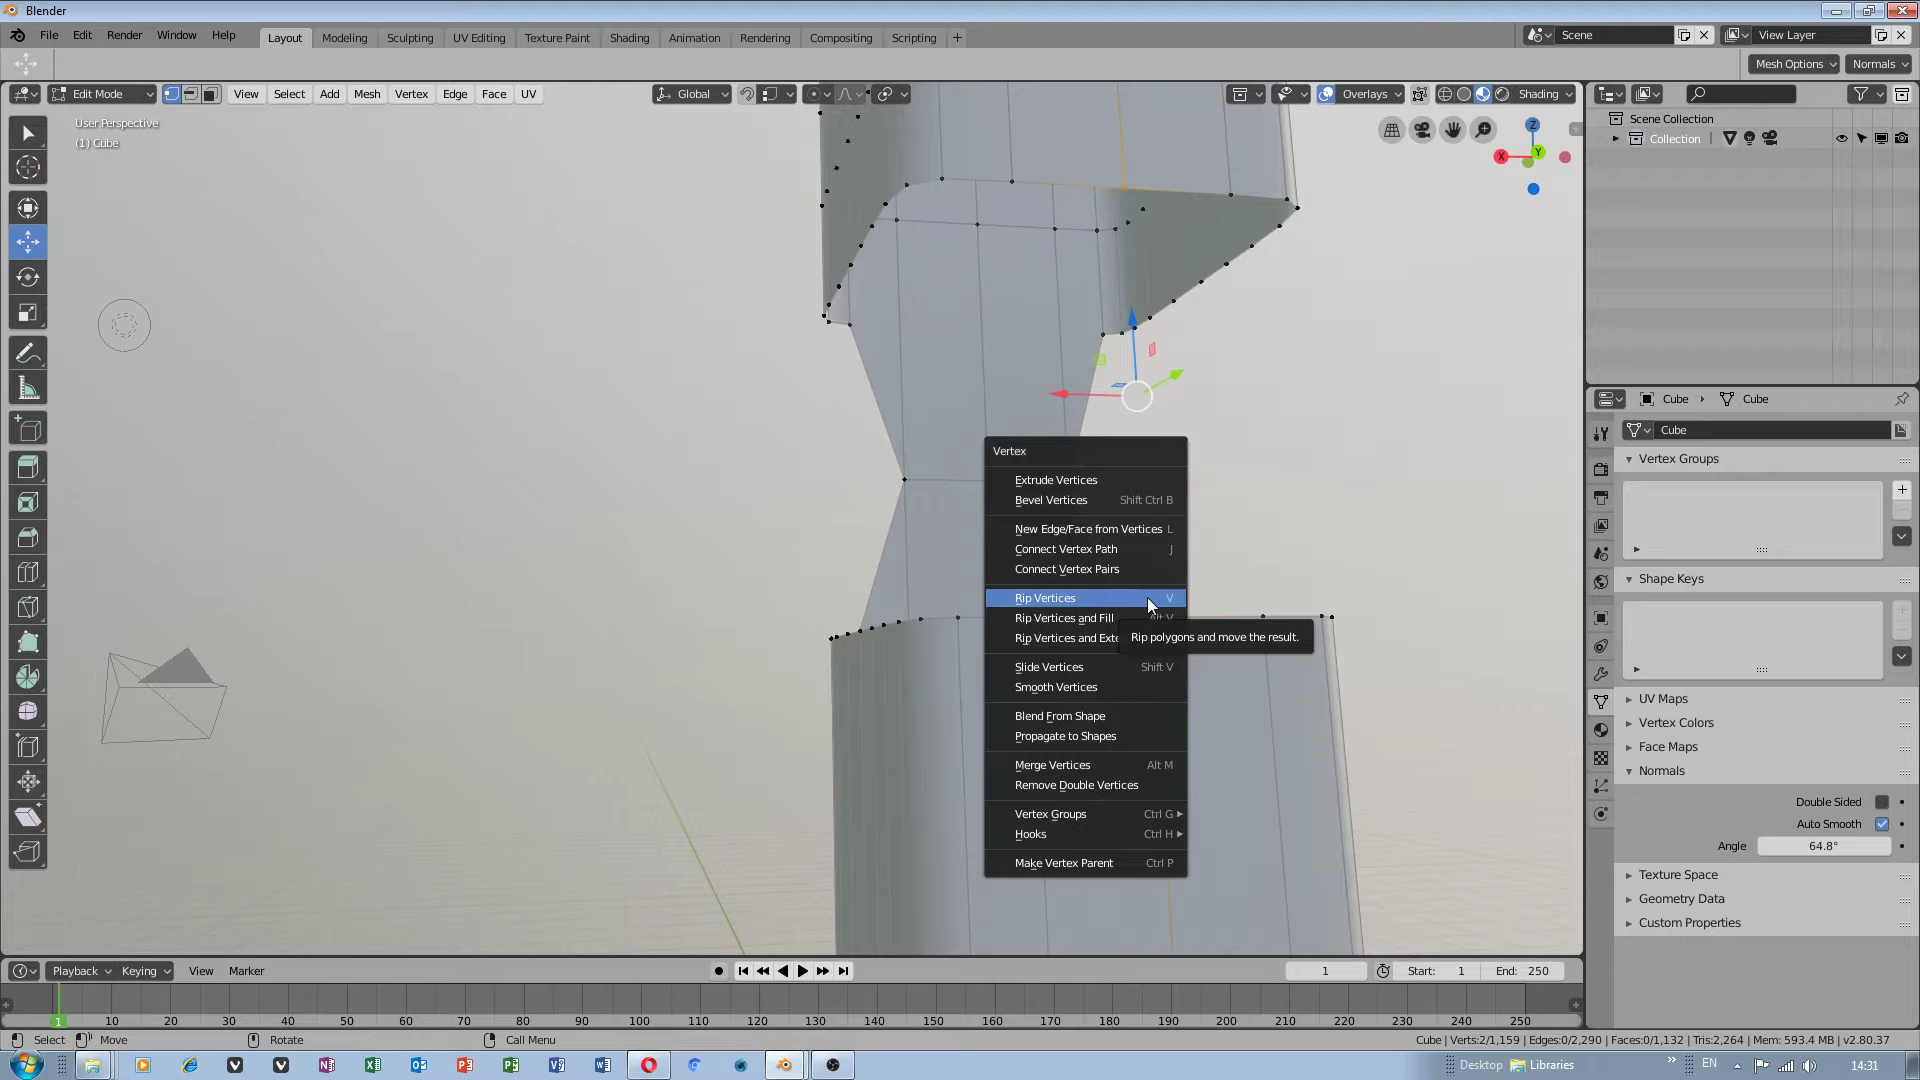 Blender
File Edit Render Window Help
Layout Modeling Sculpting UV Editing Texture Paint Shading Animation Rendering Compositing Scripting +
Scene
View Layer
Mesh Options Normals
Edit Mode View Select Add Mesh Vertex Edge Face UV
Global
Overlays
Shading
User Perspective
(1) Cube
X Y Z
Scene Collection
Collection
Cube Cube
Cube
Vertex Groups
Shape Keys
UV Maps
Vertex Colors
Face Maps
Normals
Double Sided
Auto Smooth
Angle 64.8°
Texture Space
Geometry Data
Custom Properties
Vertex
Extrude Vertices
Bevel Vertices Shift Ctrl B
New Edge/Face from Vertices L
Connect Vertex Path J
Connect Vertex Pairs
Rip Vertices V
Rip Vertices and Fill Alt V
Rip Vertices and Exte
Rip polygons and move the result.
Slide Vertices Shift V
Smooth Vertices
Blend From Shape
Propagate to Shapes
Merge Vertices Alt M
Remove Double Vertices
Vertex Groups Ctrl G
Hooks Ctrl H
Make Vertex Parent Ctrl P
Playback Keying View Marker
1
Start: 1 End: 250
1 10 20 30 40 50 60 70 80 90 100 110 120 130 140 150 160 170 180 190 200 210 220 230 240 250
Select Move Rotate Call Menu
Cube | Verts:2/1,159 | Edges:0/2,290 | Faces:0/1,132 | Tris:2,264 | Mem: 593.4 MB | v2.80.37
Desktop Libraries
EN
14:31